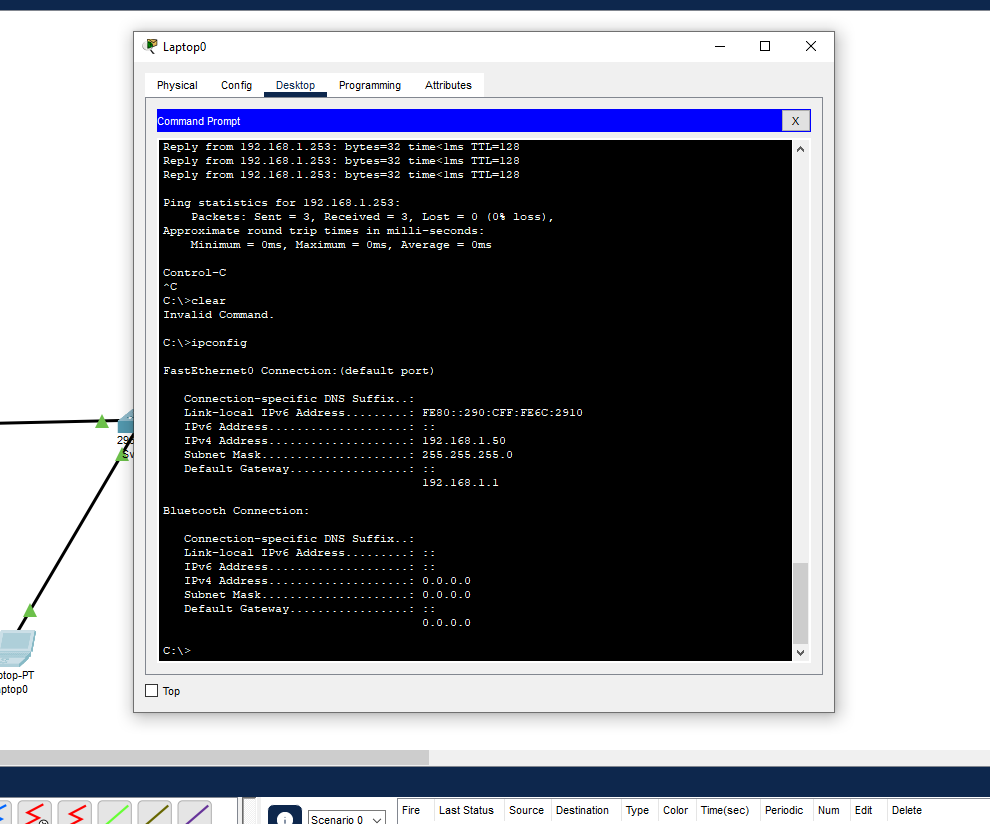 Laptop0
Physical Config Desktop Programming Attributes
Command Prompt X
Reply from 192.168.1.253: bytes=32 time<1ms TTL=128
Reply from 192.168.1.253: bytes=32 time<1ms TTL=128
Reply from 192.168.1.253: bytes=32 time<1ms TTL=128
Ping statistics for 192.168.1.253:
Packets: Sent = 3, Received = 3, Lost = 0 (0% loss),
Approximate round trip times in milli-seconds:
Minimum = 0ms, Maximum = 0ms, Average = 0ms
Control-C
^C
C:\>clear
Invalid Command.
C:\>ipconfig
FastEthernet0 Connection:(default port)
Connection-specific DNS Suffix..:
Link-local IPv6 Address.........: FE80::290:CFF:FE6C:2910
IPv6 Address....................: ::
IPv4 Address....................: 192.168.1.50
Subnet Mask.....................: 255.255.255.0
Default Gateway.................: ::
192.168.1.1
Bluetooth Connection:
Connection-specific DNS Suffix..:
Link-local IPv6 Address.........: ::
IPv6 Address....................: ::
IPv4 Address....................: 0.0.0.0
Subnet Mask.....................: 0.0.0.0
Default Gateway.................: ::
0.0.0.0
C:\>
Top
ptop-PT
ptop0
Scenario 0
Fire Last Status Source Destination Type Color Time(sec) Periodic Num Edit Delete